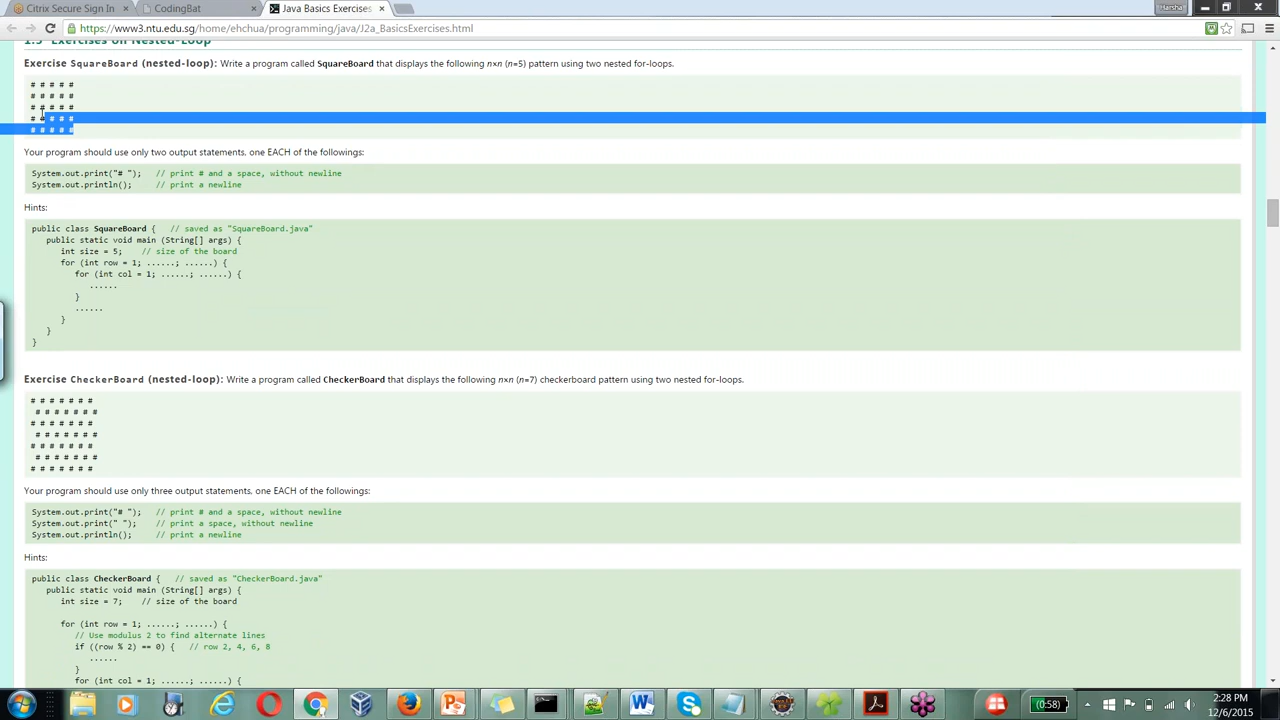 Citrix Secure Sign In
CodingBat
Java Basics Exercises
Harshal
https://www3.ntu.edu.sg/home/ehchua/programming/java/J2a_BasicsExercises.html
1.5 Exercises on Nested-Loop
Exercise SquareBoard (nested-loop): Write a program called SquareBoard that displays the following n×n (n=5) pattern using two nested for-loops.
# # # # #
# # # # #
# # # # #
# # # # #
# # # # #
Your program should use only two output statements, one EACH of the followings:
System.out.print("# ");    // print # and a space, without newline
System.out.println();      // print a newline
Hints:
public class SquareBoard {   // saved as "SquareBoard.java"
   public static void main (String[] args) {
      int size = 5;    // size of the board
      for (int row = 1; ......; ......) {
         for (int col = 1; ......; ......) {
            ......
         }
         ......
      }
   }
}
Exercise CheckerBoard (nested-loop): Write a program called CheckerBoard that displays the following n×n (n=7) checkerboard pattern using two nested for-loops.
# # # # # # #
 # # # # # # #
# # # # # # #
 # # # # # # #
# # # # # # #
 # # # # # # #
# # # # # # #
Your program should use only three output statements, one EACH of the followings:
System.out.print("# ");    // print # and a space, without newline
System.out.print(" ");     // print a space, without newline
System.out.println();      // print a newline
Hints:
public class CheckerBoard {   // saved as "CheckerBoard.java"
   public static void main (String[] args) {
      int size = 7;    // size of the board
      for (int row = 1; ......; ......) {
         // Use modulus 2 to find alternate lines
         if ((row % 2) == 0) {   // row 2, 4, 6, 8
            ......
         }
         for (int col = 1; ......; ......) {
(0:58)
2:28 PM
12/6/2015